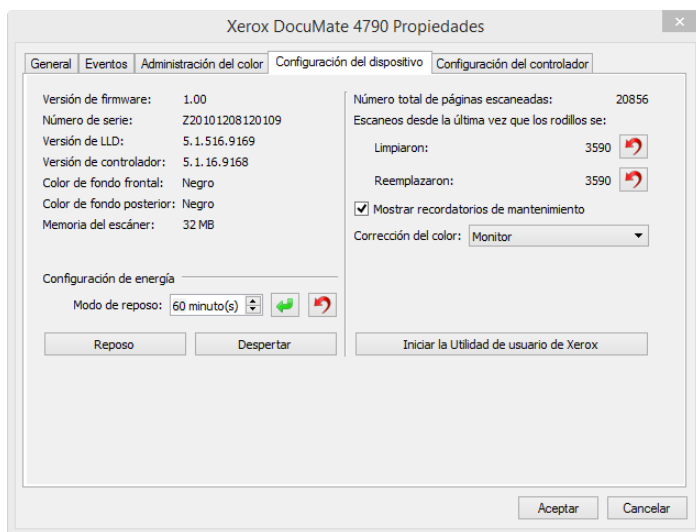 Xerox DocuMate 4790 Propiedades
General Eventos Administración del color Configuración del dispositivo Configuración del controlador
Versión de firmware: 1.00
Número de serie: Z20101208120109
Versión de LLD: 5.1.516.9169
Versión de controlador: 5.1.16.9168
Color de fondo frontal: Negro
Color de fondo posterior: Negro
Memoria del escáner: 32 MB
Configuración de energía
Modo de reposo: 60 minuto(s)
Reposo Despertar
Número total de páginas escaneadas: 20856
Escaneos desde la última vez que los rodillos se:
Limpiaron: 3590
Reemplazaron: 3590
Mostrar recordatorios de mantenimiento
Corrección del color: Monitor
Iniciar la Utilidad de usuario de Xerox
Aceptar Cancelar